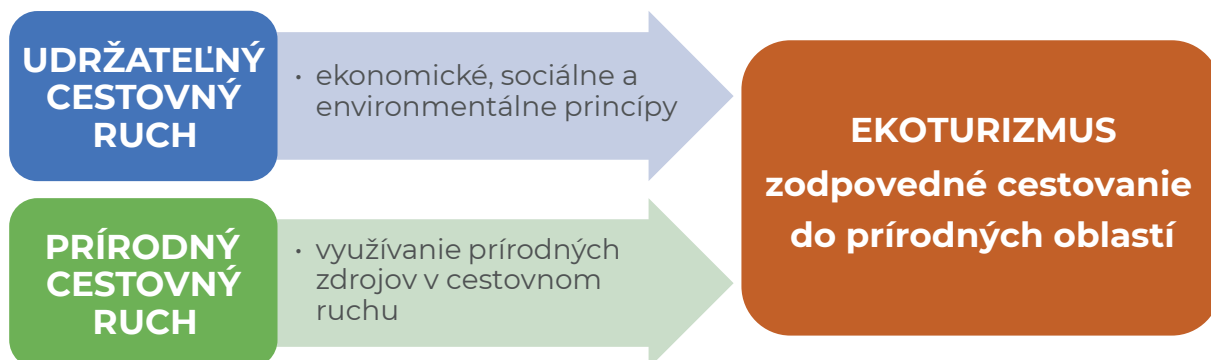 UDRŽATEĽNÝ
CESTOVNÝ
RUCH
• ekonomické, sociálne a
environmentálne princípy
PRÍRODNÝ
CESTOVNÝ
RUCH
• využívanie prírodných
zdrojov v cestovnom
ruchu
EKOTURIZMUS
zodpovedné cestovanie
do prírodných oblastí